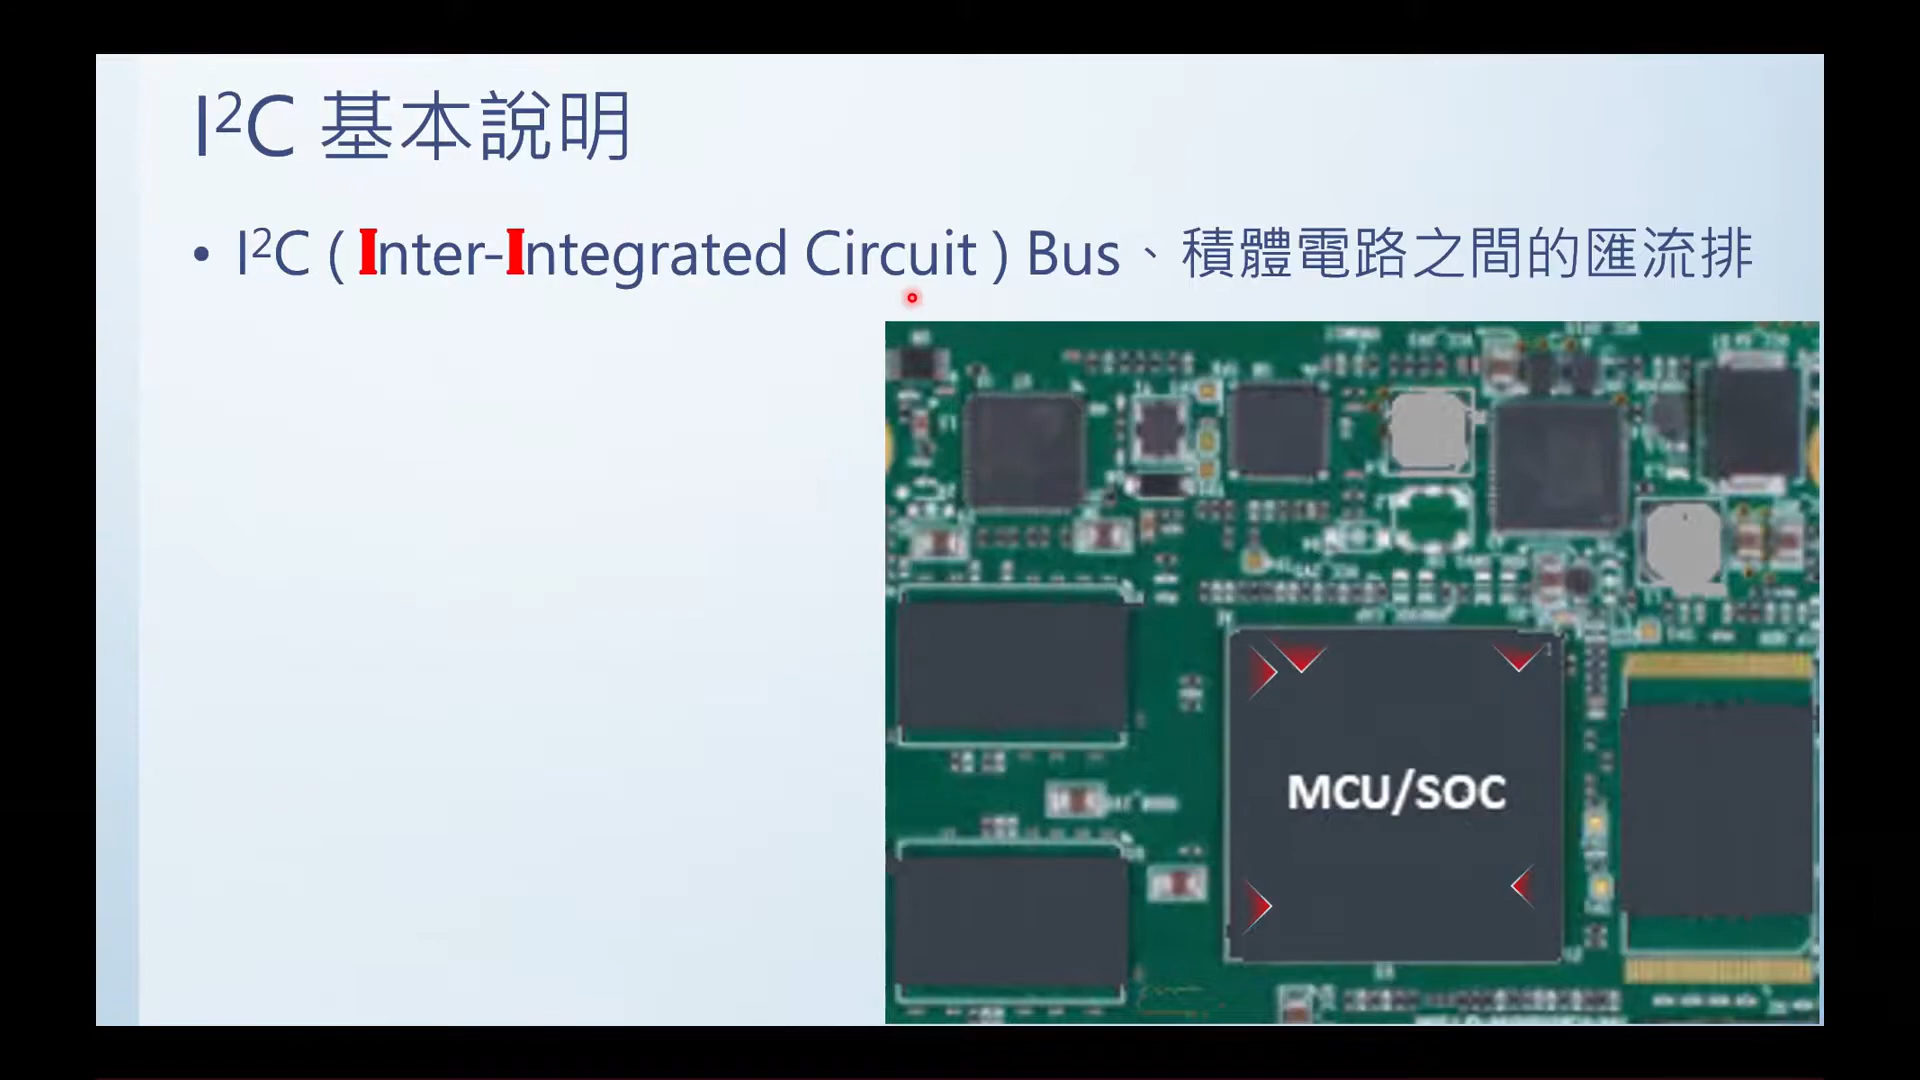 I²C 基本說明
• I²C ( Inter-Integrated Circuit ) Bus、積體電路之間的匯流排
MCU/SOC